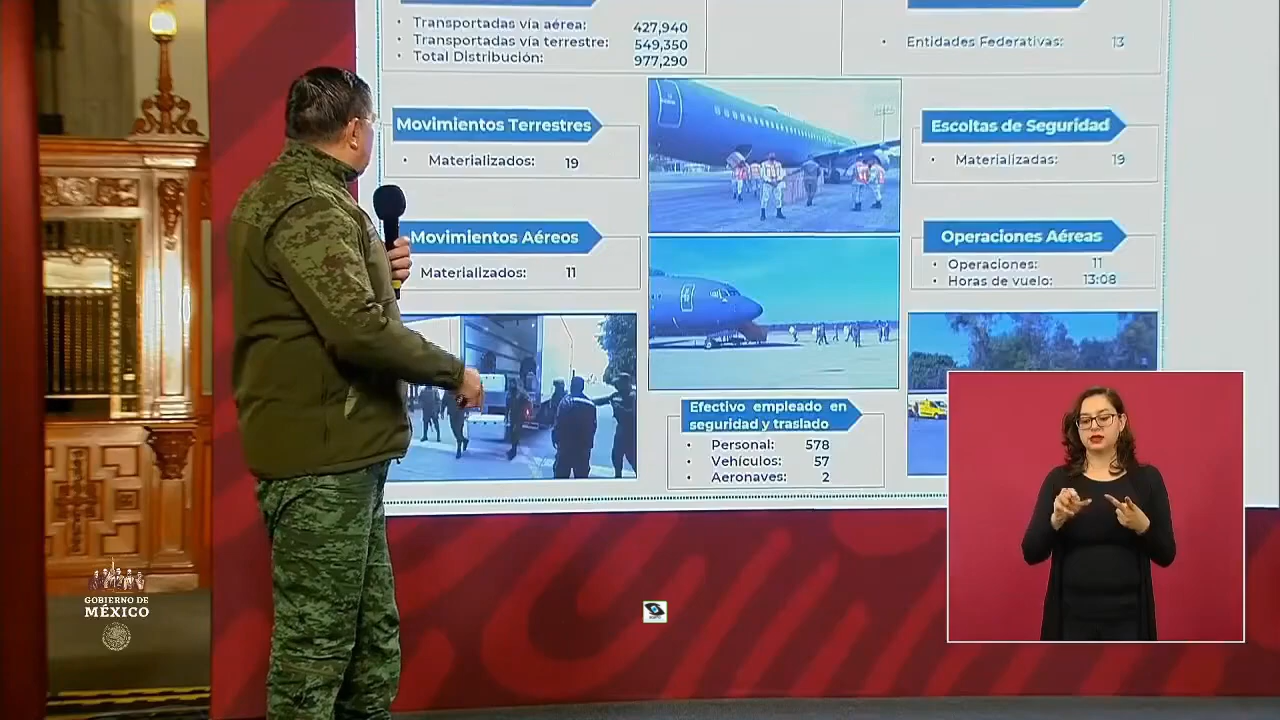 Transportadas vía aérea: 427,940
Transportadas vía terrestre: 549,350
Total Distribución: 977,290
Entidades Federativas: 13
Movimientos Terrestres
Materializados: 19
Escoltas de Seguridad
Materializadas: 19
Movimientos Aéreos
Materializados: 11
Operaciones Aéreas
Operaciones: 11
Horas de vuelo: 13:08
Efectivo empleado en
seguridad y traslado
Personal: 578
Vehículos: 57
Aeronaves: 2
GOBIERNO DE
MÉXICO